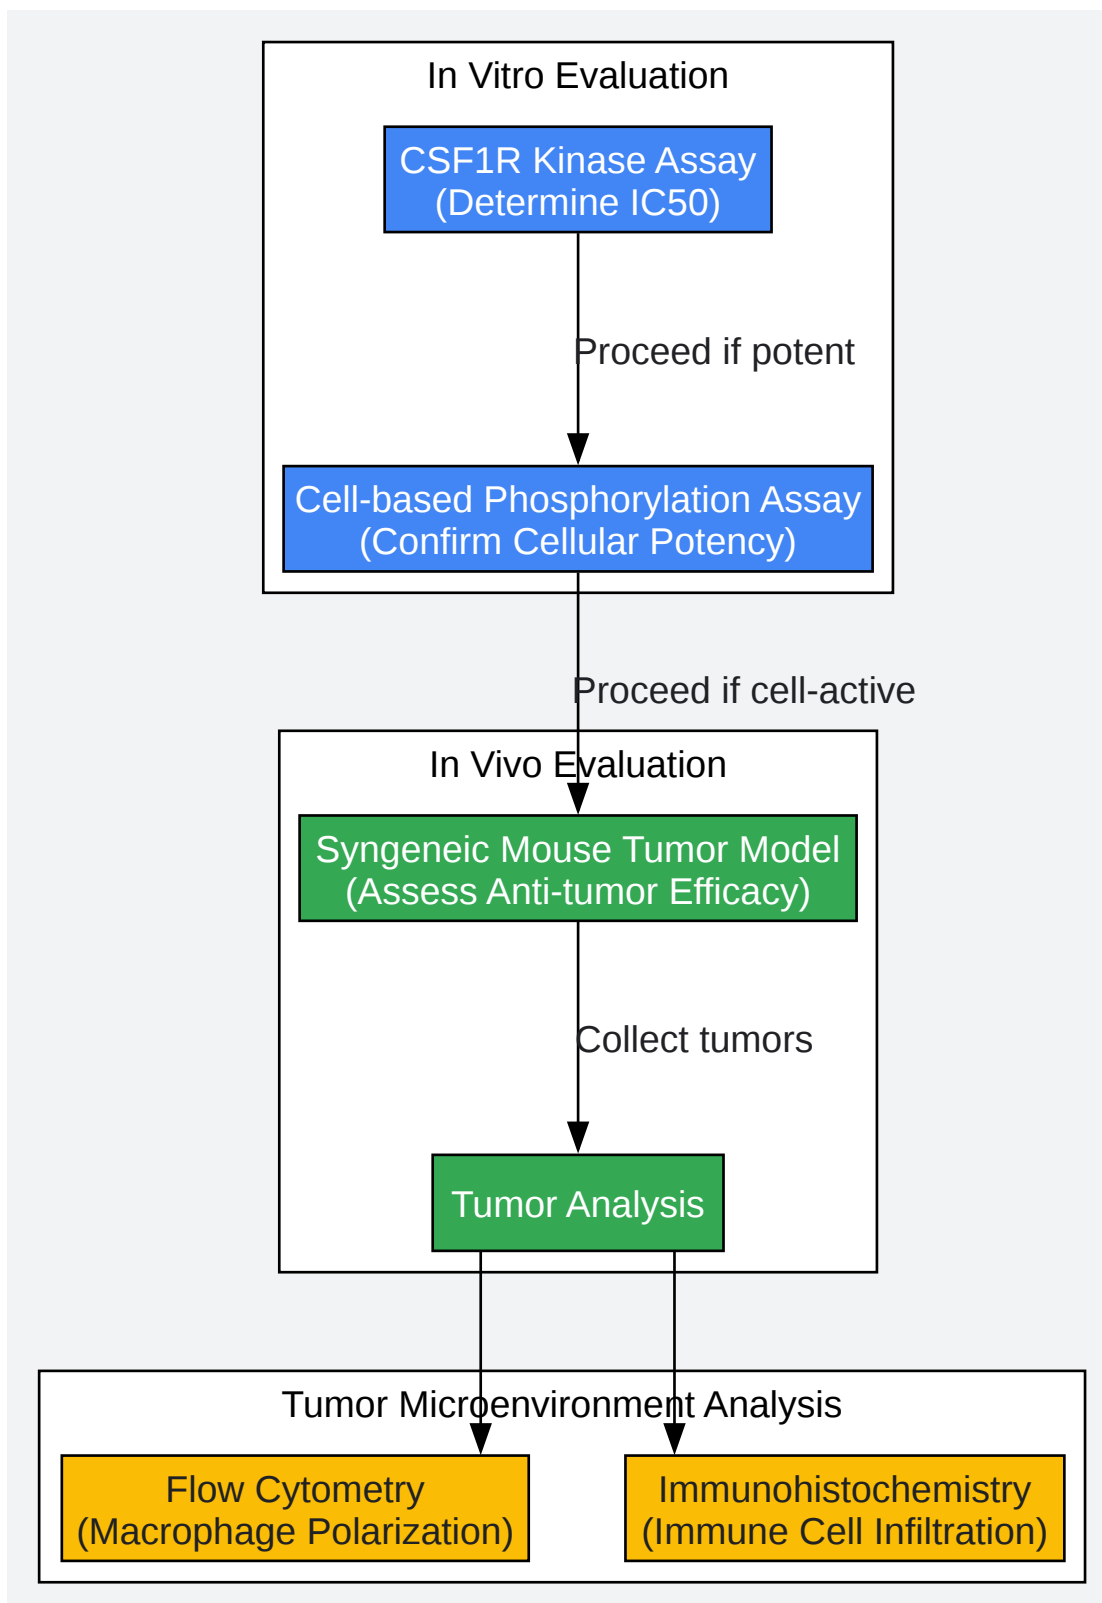 In Vitro Evaluation
CSF1R Kinase Assay
(Determine IC50)
Proceed if potent
Cell-based Phosphorylation Assay
(Confirm Cellular Potency)
Proceed if cell-active
In Vivo Evaluation
Syngeneic Mouse Tumor Model
(Assess Anti-tumor Efficacy)
Collect tumors
Tumor Analysis
Tumor Microenvironment Analysis
Flow Cytometry
(Macrophage Polarization)
Immunohistochemistry
(Immune Cell Infiltration)